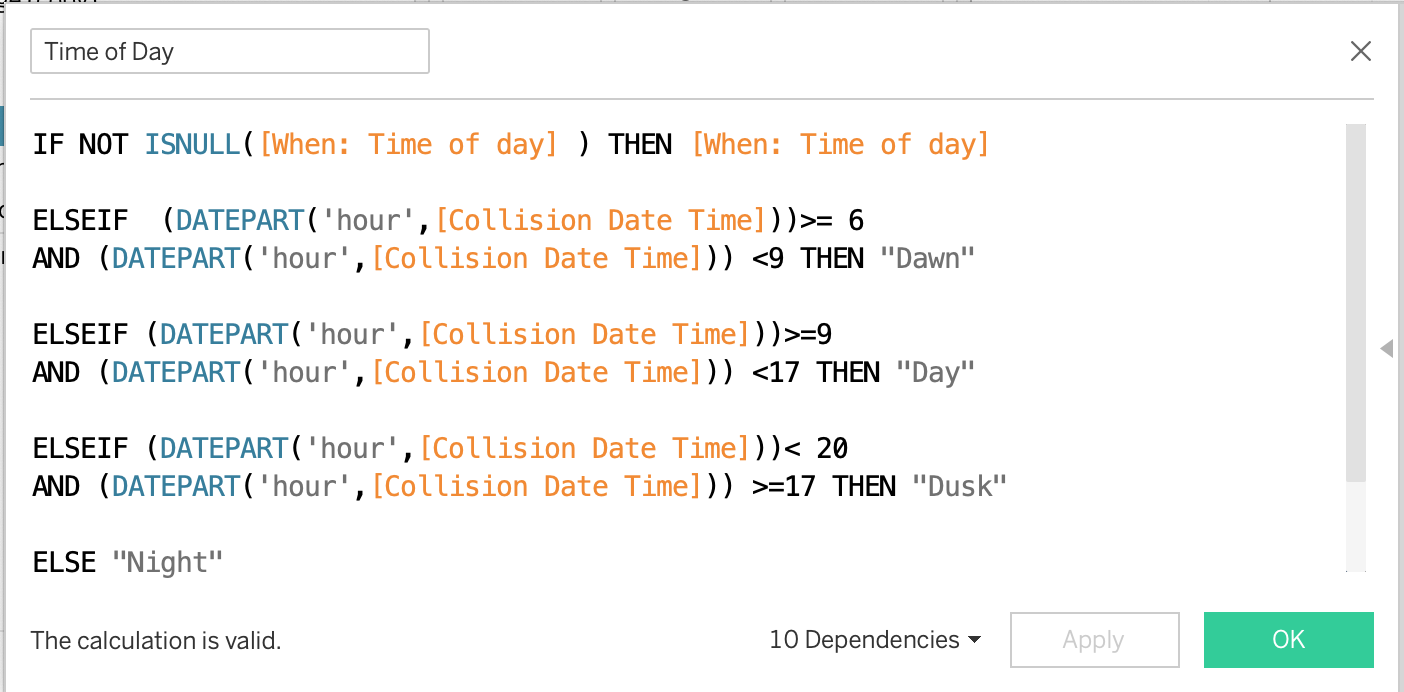 Time of Day
IF NOT ISNULL([When: Time of day] ) THEN [When: Time of day]
ELSEIF  (DATEPART('hour',[Collision Date Time]))>= 6
AND (DATEPART('hour',[Collision Date Time])) <9 THEN "Dawn"
ELSEIF (DATEPART('hour',[Collision Date Time]))>=9
AND (DATEPART('hour',[Collision Date Time])) <17 THEN "Day"
ELSEIF (DATEPART('hour',[Collision Date Time]))< 20
AND (DATEPART('hour',[Collision Date Time])) >=17 THEN "Dusk"
ELSE "Night"
The calculation is valid.
10 Dependencies
Apply
OK